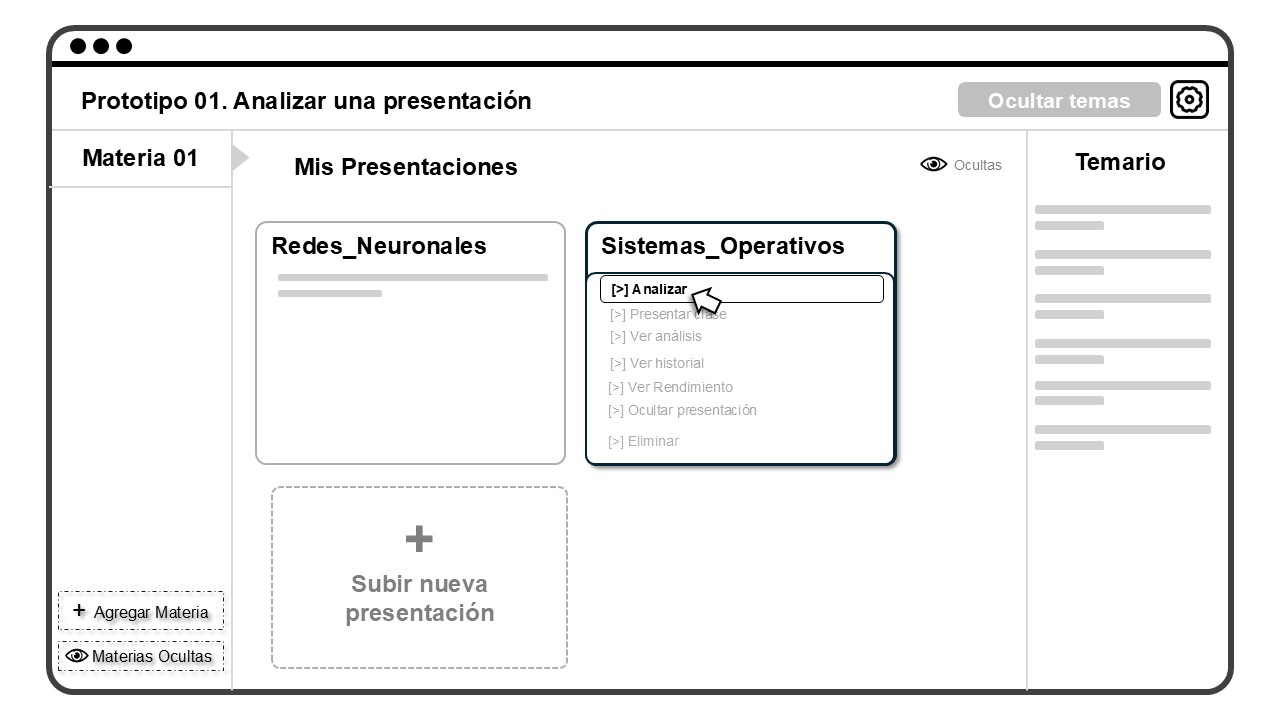 Prototipo 01. Analizar una presentación
Ocultar temas
Materia 01
Mis Presentaciones
Ocultas
Temario
Redes_Neuronales
Sistemas_Operativos
[>] Analizar
[>] Presentar clase
[>] Ver análisis
[>] Ver historial
[>] Ver Rendimiento
[>] Ocultar presentación
[>] Eliminar
+
Subir nueva
presentación
+ Agregar Materia
Materias Ocultas